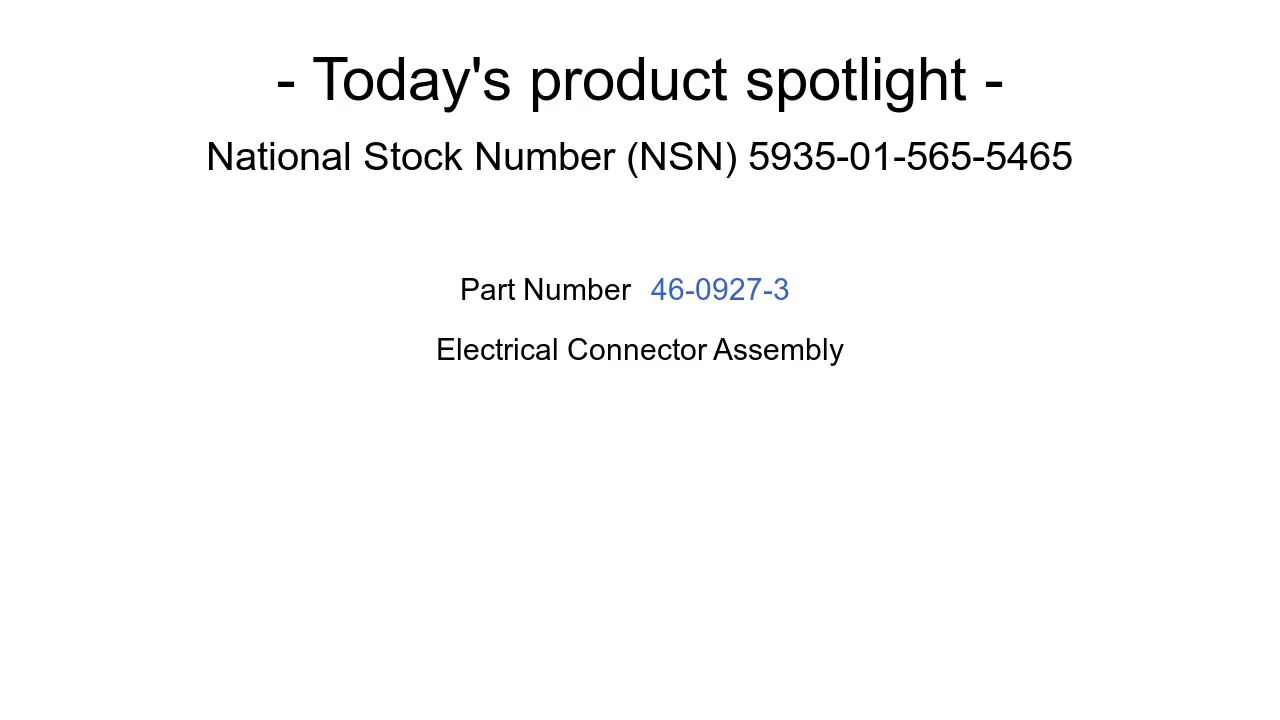 - Today's product spotlight -
National Stock Number (NSN) 5935-01-565-5465
Part Number 46-0927-3
Electrical Connector Assembly